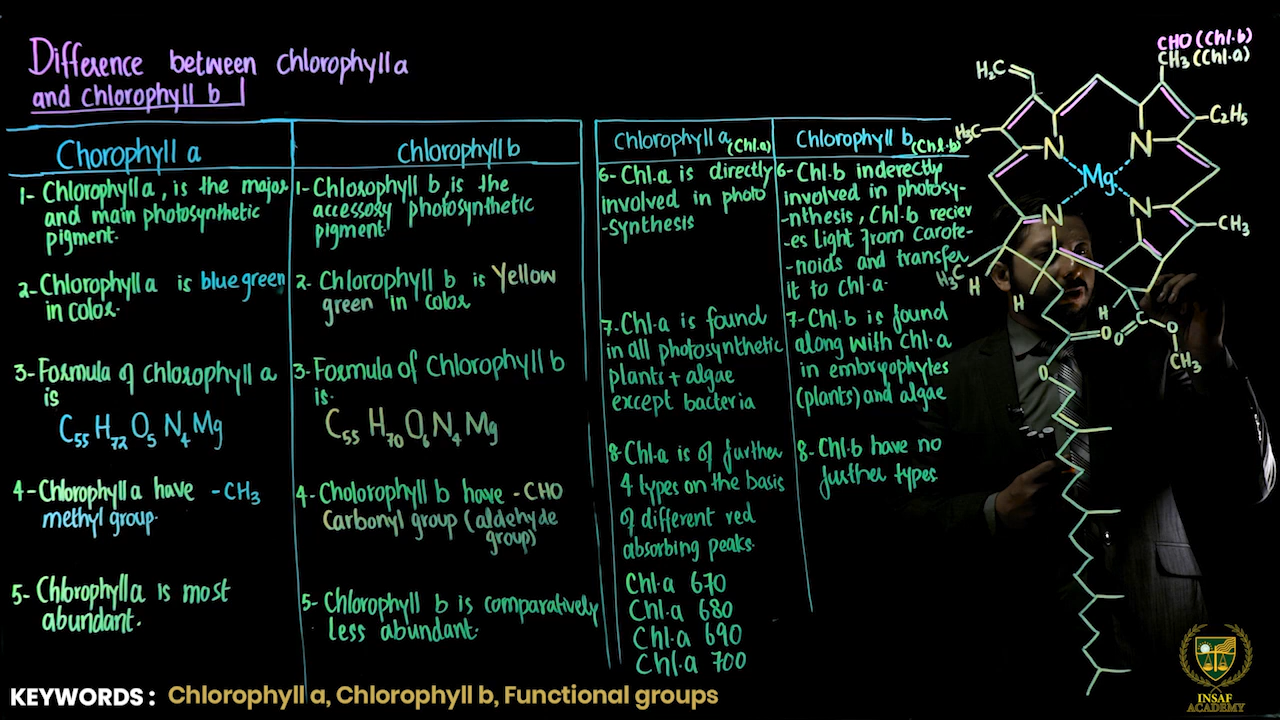 Difference between chlorophyll a
and Chlorophyll b
Chorophyll a
1- Chlorophyll a, is the major
and main photosynthetic
pigment.
2- Chlorophyll a is blue green
in color.
3- Formula of chlorophyll a
is
C55 H72 O5 N4 Mg
4- Chlorophyll a have -CH3
methyl group.
5- Chlorophyll a is most
abundant.
Chlorophyll b
1- Chlorophyll b, is the
accessory photosynthetic
pigment.
2- Chlorophyll b is Yellow
green in color
3- Formula of Chlorophyll b
is.
C55 H70 O6 N4 Mg
4- Cholorophyll b have - CHO
Carbonyl group (aldehyde
group)
5- Chlorophyll b is comparatively
less abundant.
Chlorophyll a (Chl.a)
6- Chl.a is directly
involved in photo
-synthesis
7- Chl.a is found
in all photosynthetic
plants + algae
except bacteria
8- Chl.a is of further
4 types on the basis
of different red
absorbing peaks.
Chl.a 670
Chl.a 680
Chl.a 690
Chl.a 700
Chlorophyll b (Chl.b)
6- Chl.b inderectly
involved in photosy-
-nthesis, Chl.b reciev
-es Light from Carote-
-noids and transfer
it to chl.a.
7- Chl.b is found
along with Chl.a
in embryophytes
(plants) and algae
8- Chl.b have no
further types.
CHO (Chl.b)
CH3 (Chl.a)
H2C
C2H5
H3C
N
N
Mg
N
N
CH3
H3C
H
H
H
O
O
C
O
CH3
O
KEYWORDS : Chlorophyll a, Chlorophyll b, Functional groups
INSAF
ACADEMY